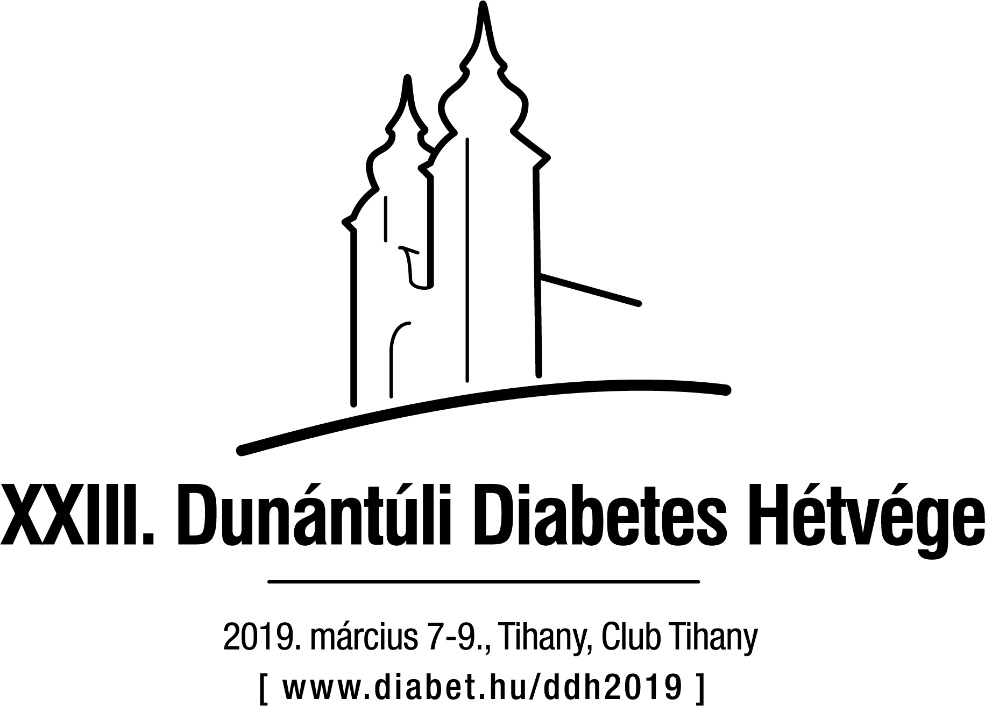 XXIII. Dunántúli Diabetes Hétvége
2019. március 7-9., Tihany, Club Tihany
[ www.diabet.hu/ddh2019 ]